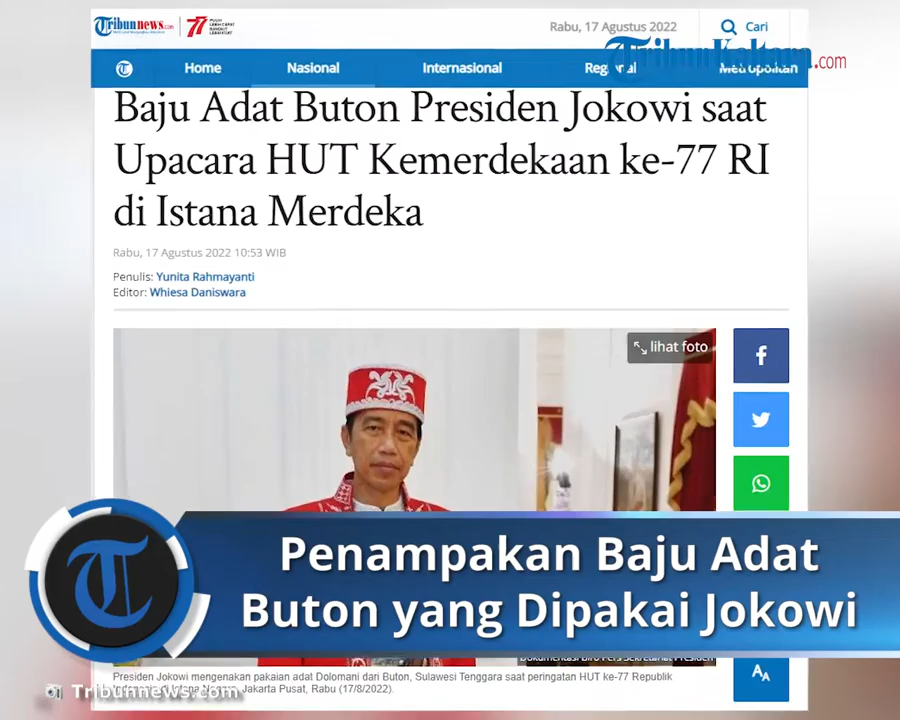 Tribunnews.com
77
Rabu, 17 Agustus 2022
Cari
TribunKaltara.com
Home
Nasional
Internasional
Regional
Metropolitan
Baju Adat Buton Presiden Jokowi saat
Upacara HUT Kemerdekaan ke-77 RI
di Istana Merdeka
Rabu, 17 Agustus 2022 10:53 WIB
Penulis: Yunita Rahmayanti
Editor: Whiesa Daniswara
lihat foto
Penampakan Baju Adat
Buton yang Dipakai Jokowi
Presiden Jokowi mengenakan pakaian adat Dolomani dari Buton, Sulawesi Tenggara saat peringatan HUT ke-77 Republik
Jakarta Pusat, Rabu (17/8/2022).
Tribunnews.com
AA